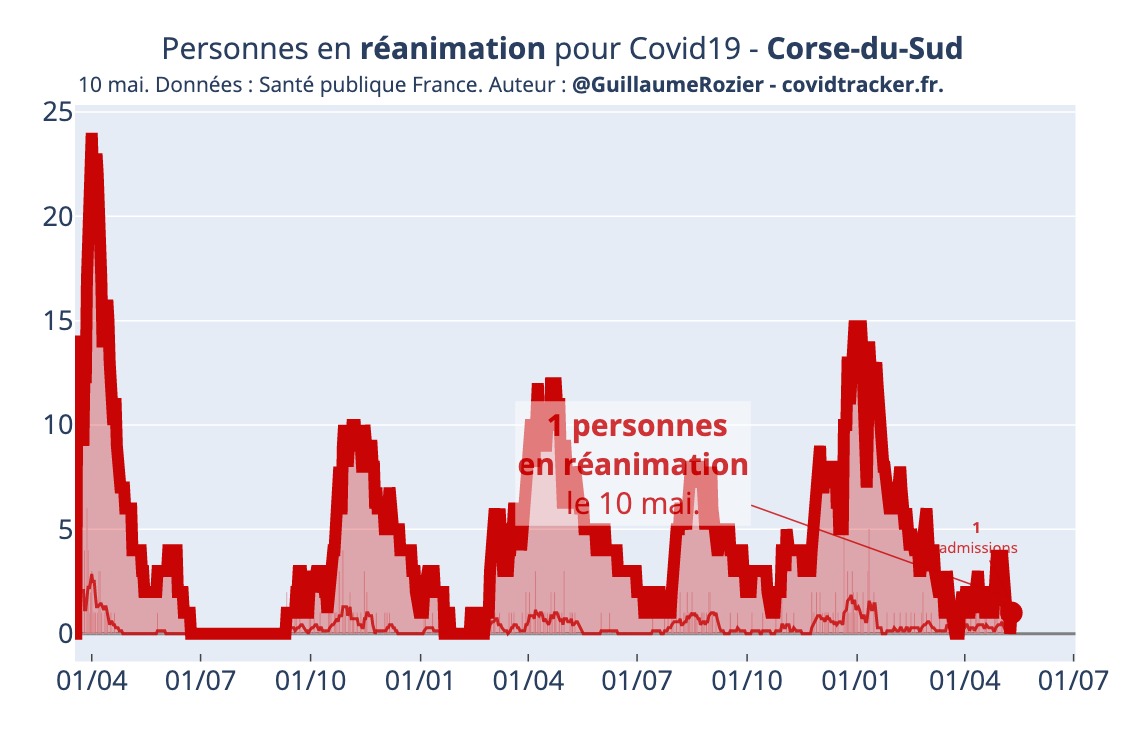 Personnes en réanimation pour Covid19 - Corse-du-Sud
10 mai. Données : Santé publique France. Auteur : @GuillaumeRozier - covidtracker.fr.
25
20
15
10
5
0
1 personnes
en réanimation
le 10 mai.
1
admissions
01/04
01/07
01/10
01/01
01/04
01/07
01/10
01/01
01/04
01/07